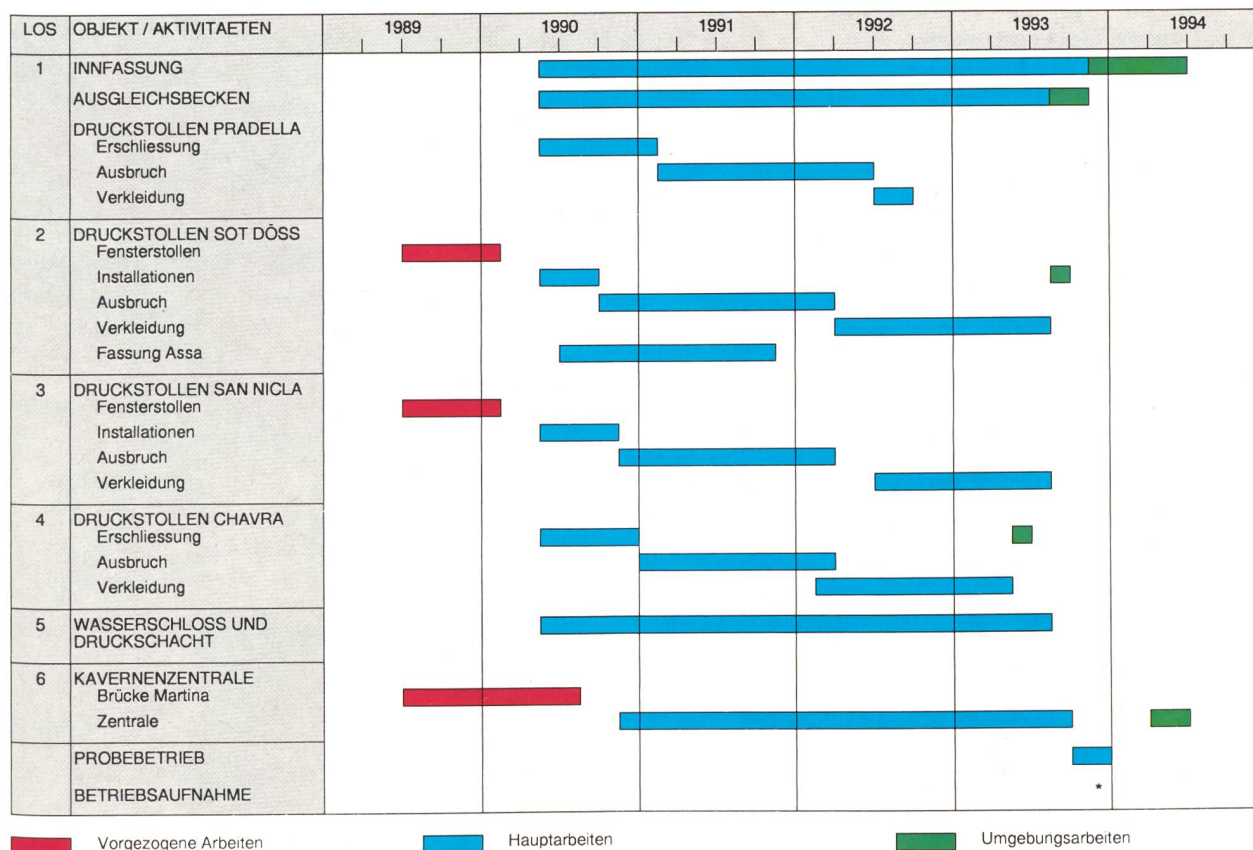 LOS OBJEKT / AKTIVITAETEN 1989 1990 1991 1992 1993 1994
1 INNFASSUNG
AUSGLEICHSBECKEN
DRUCKSTOLLEN PRADELLA
Erschliessung
Ausbruch
Verkleidung
2 DRUCKSTOLLEN SOT DÖSS
Fensterstollen
Installationen
Ausbruch
Verkleidung
Fassung Assa
3 DRUCKSTOLLEN SAN NICLA
Fensterstollen
Installationen
Ausbruch
Verkleidung
4 DRUCKSTOLLEN CHAVRA
Erschliessung
Ausbruch
Verkleidung
5 WASSERSCHLOSS UND
DRUCKSCHACHT
6 KAVERNENZENTRALE
Brücke Martina
Zentrale
PROBEBETRIEB
BETRIEBSAUFNAHME *
Vorgezogene Arbeiten Hauptarbeiten Umgebungsarbeiten